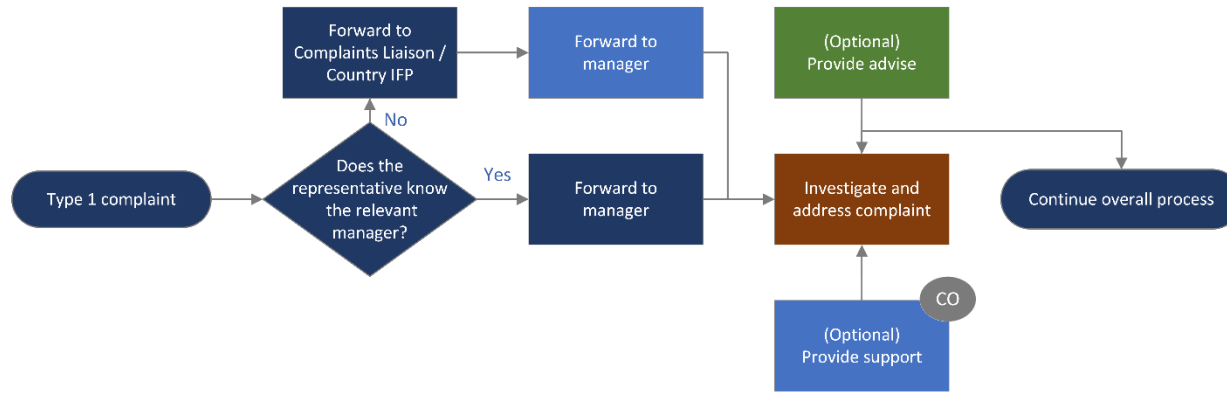 Forward to
Complaints Liaison /
Country IFP
Forward to
manager
(Optional)
Provide advise
No
Type 1 complaint
Does the
representative know
the relevant
manager?
Yes
Forward to
manager
Investigate and
address complaint
Continue overall process
CO
(Optional)
Provide support